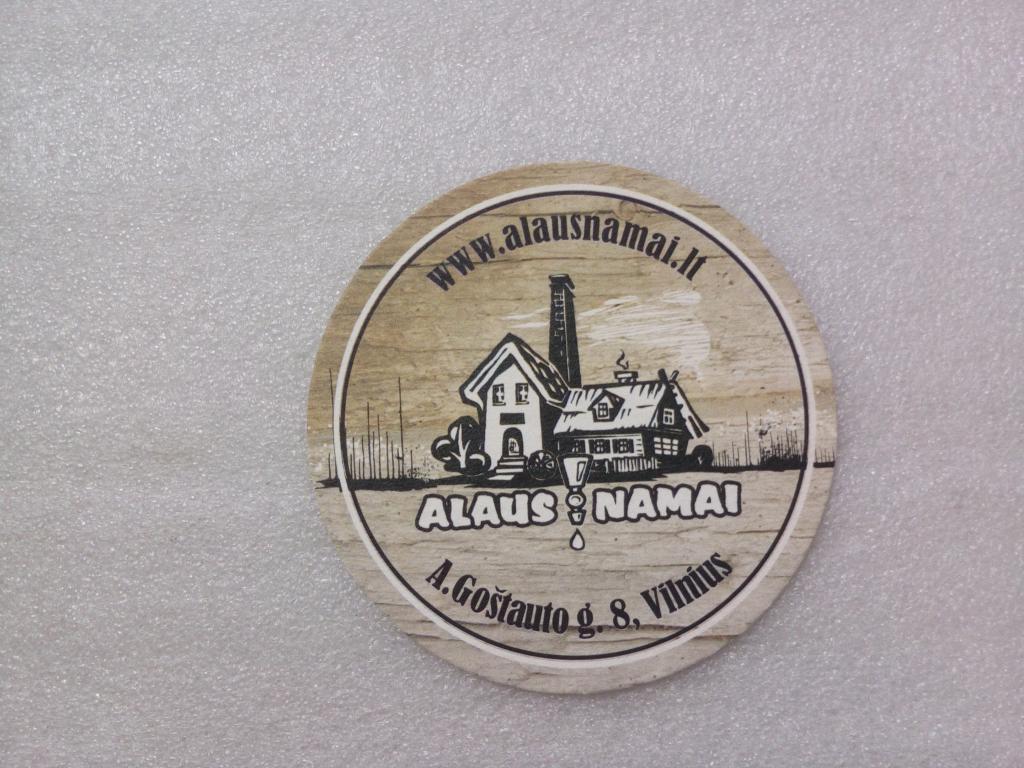 www.alausnamai.lt
ALAUS NAMAI
A.Goštauto g. 8, Vilnius